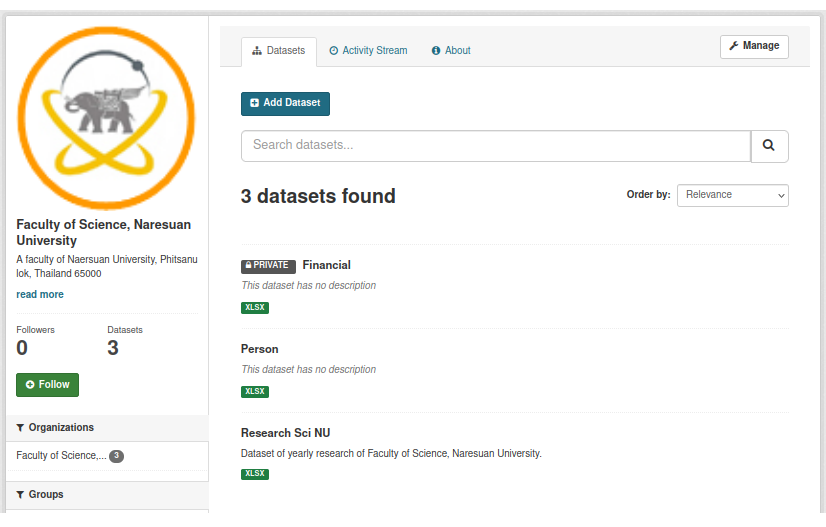 Datasets
Activity Stream
About
Manage
Add Dataset
Search datasets...
3 datasets found
Order by:
Relevance
PRIVATE Financial
This dataset has no description
XLSX
Person
This dataset has no description
XLSX
Research Sci NU
Dataset of yearly research of Faculty of Science, Naresuan University.
XLSX
Faculty of Science, Naresuan
University
A faculty of Naersuan University, Phitsanu
lok, Thailand 65000
read more
Followers
0
Datasets
3
Follow
Organizations
Faculty of Science,... 3
Groups